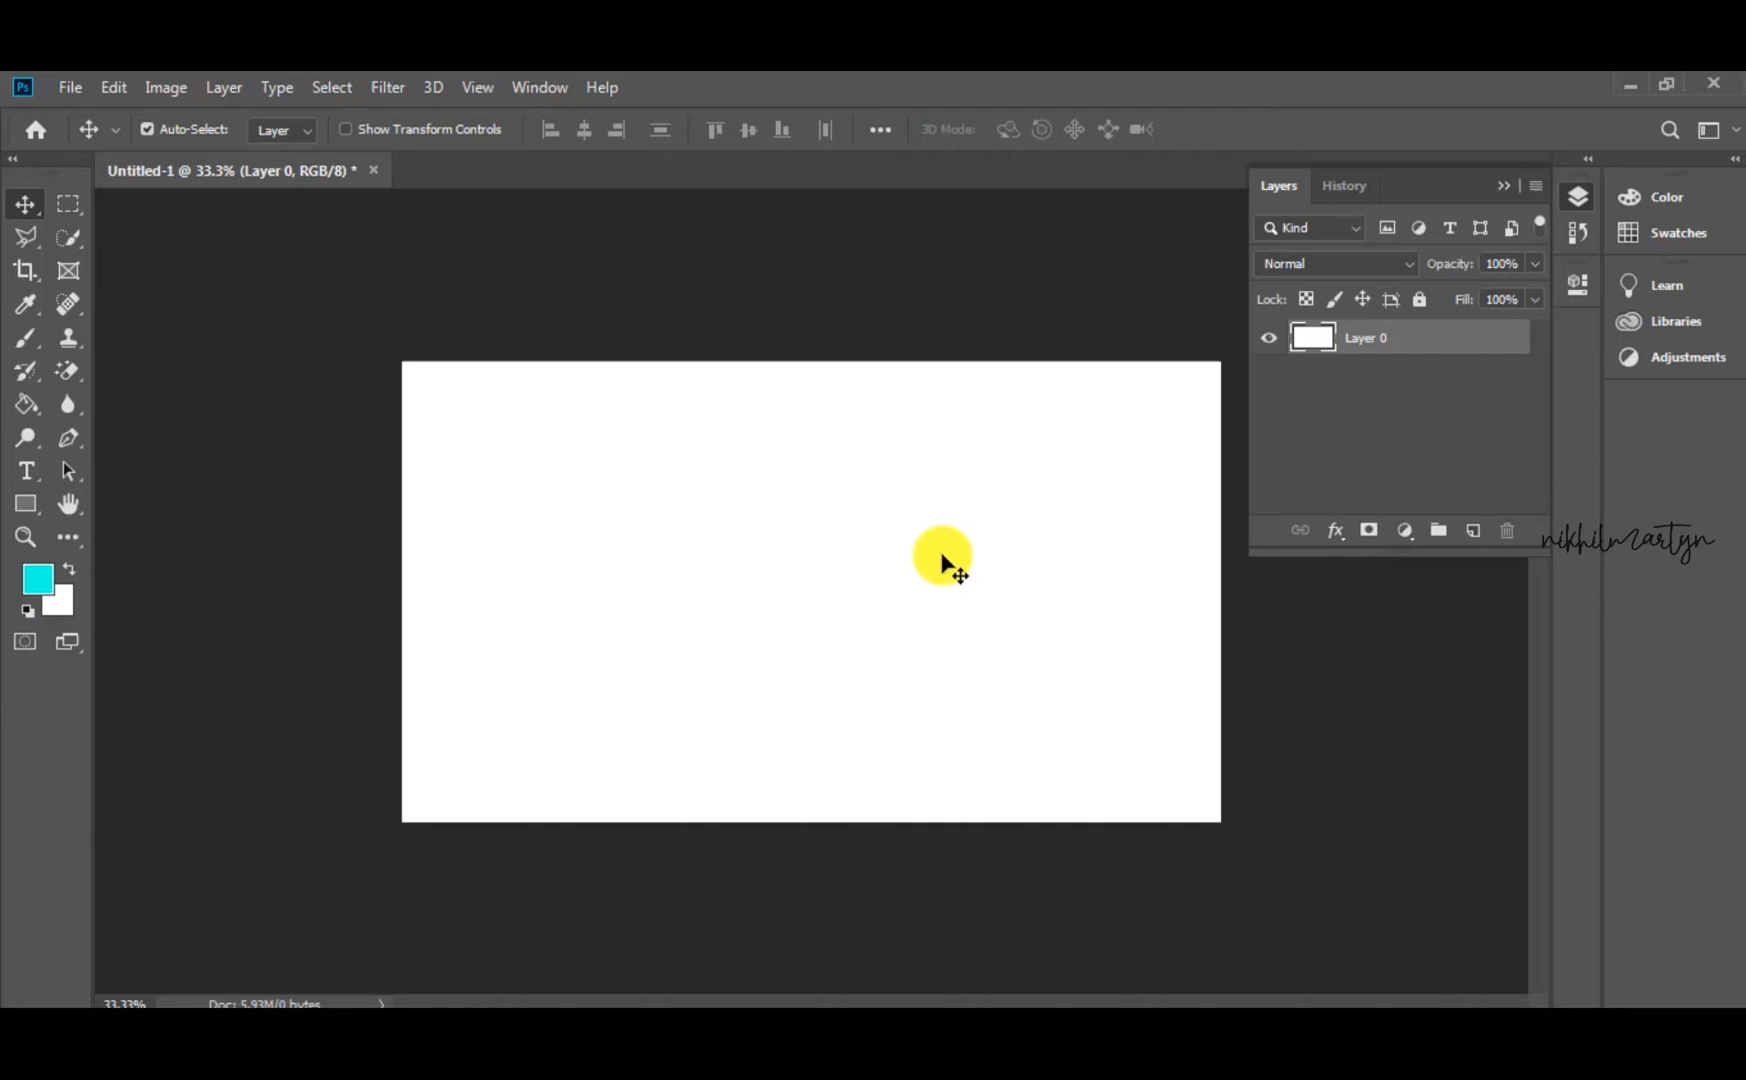 Ps File Edit Image Layer Type Select Filter 3D View Window Help
Auto-Select: Layer Show Transform Controls 3D Mode:
Untitled-1 @ 33.3% (Layer 0, RGB/8) *
Layers History
Color
Kind
Swatches
Normal Opacity: 100%
Learn
Lock: Fill: 100%
Libraries
Layer 0
Adjustments
fx
nikhilmartyn
33.33% Doc: 5.93M/0 bytes